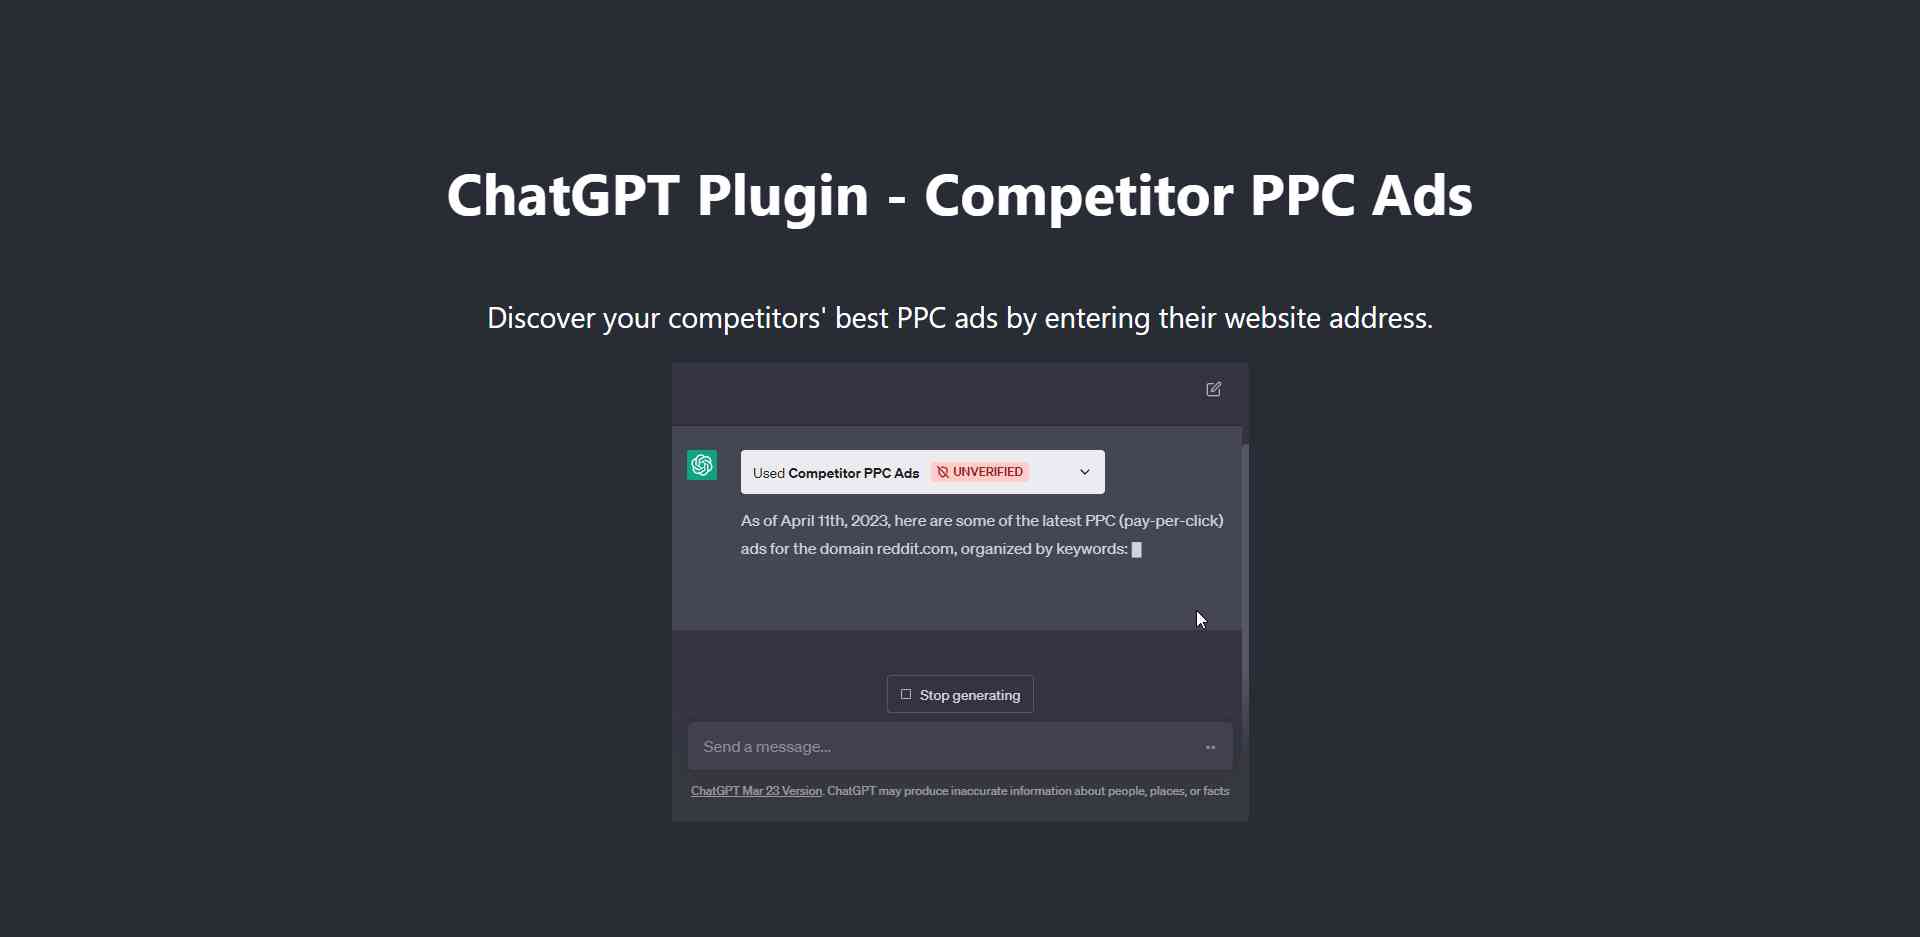 ChatGPT Plugin - Competitor PPC Ads
Discover your competitors' best PPC ads by entering their website address.
Used Competitor PPC Ads UNVERIFIED
As of April 11th, 2023, here are some of the latest PPC (pay-per-click)
ads for the domain reddit.com, organized by keywords:
Stop generating
Send a message...
ChatGPT Mar 23 Version. ChatGPT may produce inaccurate information about people, places, or facts